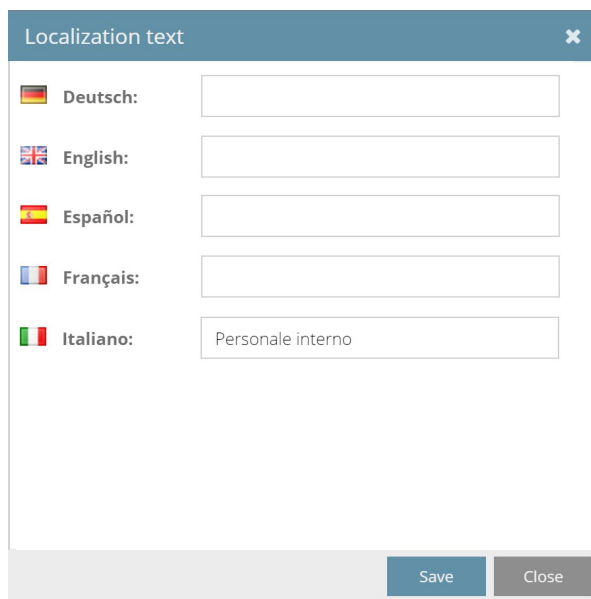 Localization text
Deutsch:
English:
Español:
Français:
Italiano: Personale interno
Save Close